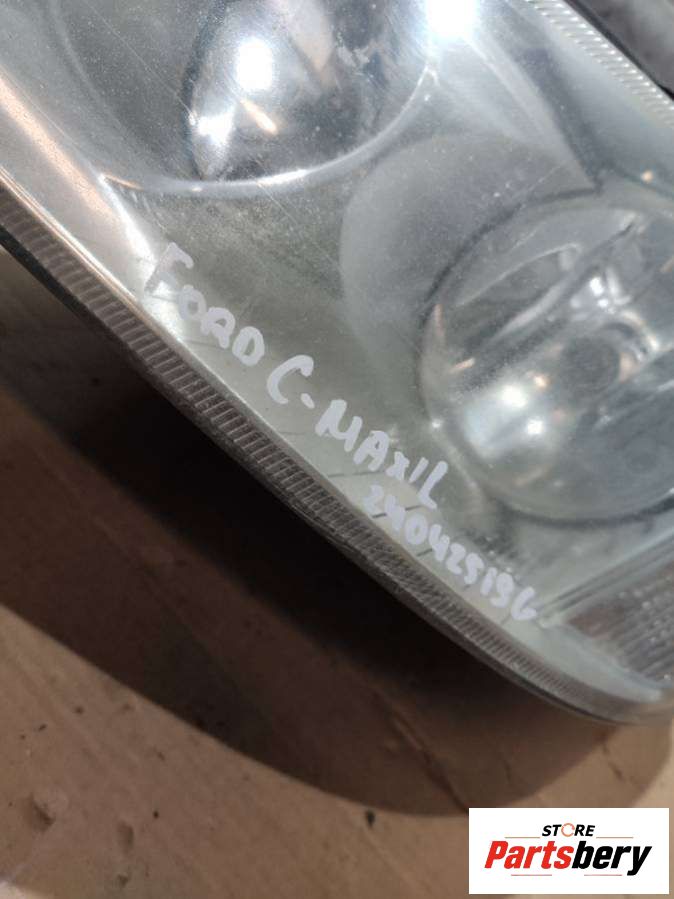 FORD C-MAX'L
240425196
STORE
Partsbery